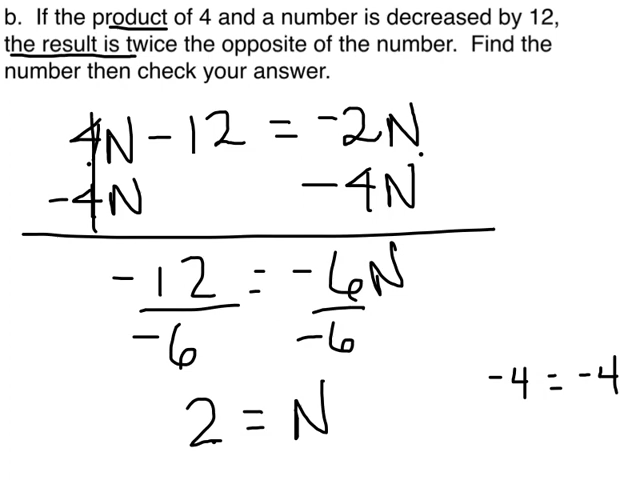 b. If the product of 4 and a number is decreased by 12,
the result is twice the opposite of the number. Find the
number then check your answer.
4N - 12 = -2N
-4N -4N
-12 = -6N
-6 -6
-4 = -4
2 = N